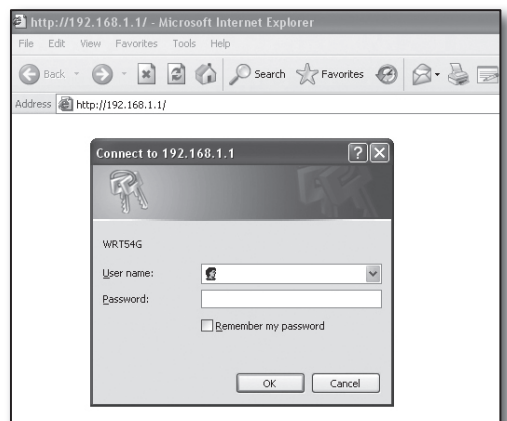 http://192.168.1.1/ - Microsoft Internet Explorer
File Edit View Favorites Tools Help
Back Search Favorites
Address http://192.168.1.1/
Connect to 192.168.1.1
WRT54G
User name:
Password:
Remember my password
OK Cancel